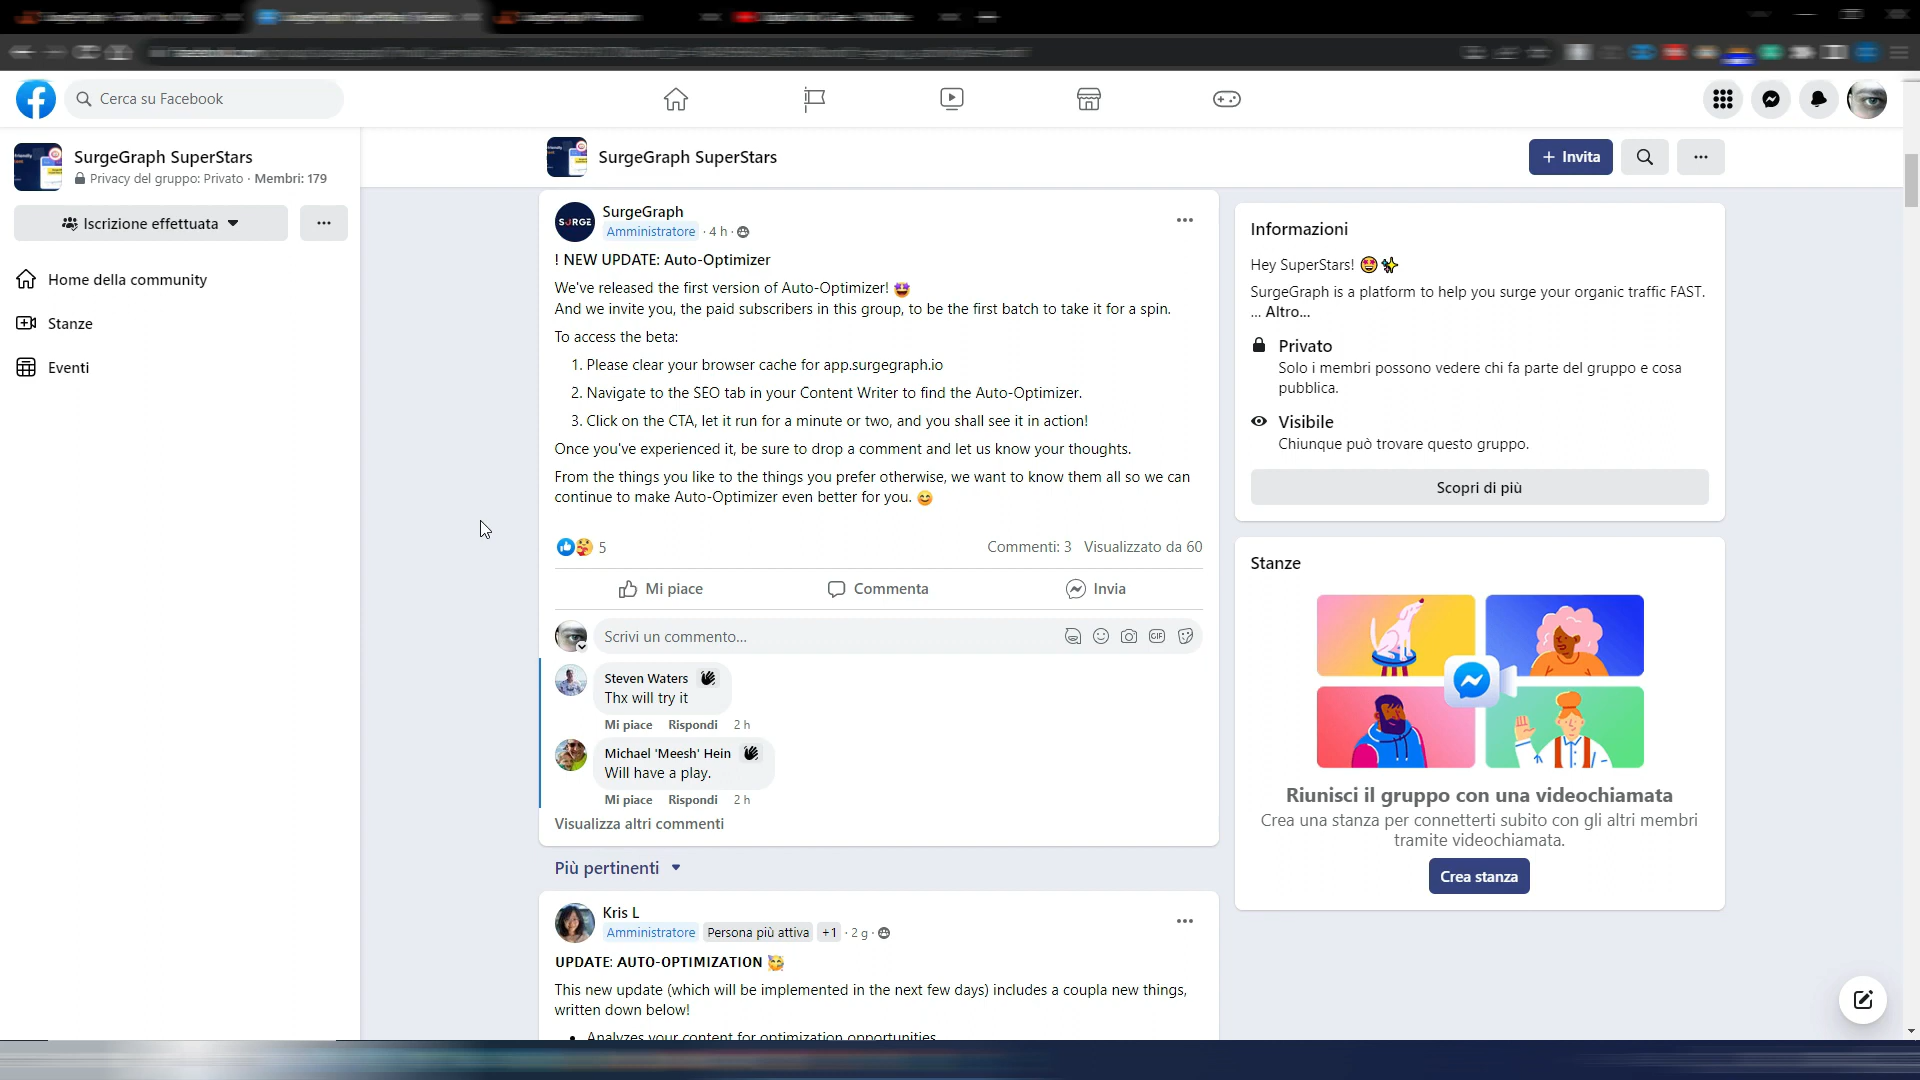 Cerca su Facebook
SurgeGraph SuperStars
Privacy del gruppo: Privato · Membri: 179
Iscrizione effettuata
Home della community
Stanze
Eventi
SurgeGraph SuperStars
+ Invita
SURGE
SurgeGraph
Amministratore · 4 h ·
! NEW UPDATE: Auto-Optimizer
We've released the first version of Auto-Optimizer! 🤩
And we invite you, the paid subscribers in this group, to be the first batch to take it for a spin.
To access the beta:
1. Please clear your browser cache for app.surgegraph.io
2. Navigate to the SEO tab in your Content Writer to find the Auto-Optimizer.
3. Click on the CTA, let it run for a minute or two, and you shall see it in action!
Once you've experienced it, be sure to drop a comment and let us know your thoughts.
From the things you like to the things you prefer otherwise, we want to know them all so we can
continue to make Auto-Optimizer even better for you. 😊
5
Commenti: 3 Visualizzato da 60
Mi piace
Commenta
Invia
Scrivi un commento...
GIF
Steven Waters
Thx will try it
Mi piace Rispondi 2 h
Michael 'Meesh' Hein
Will have a play.
Mi piace Rispondi 2 h
Visualizza altri commenti
Più pertinenti
Kris L
Amministratore Persona più attiva +1 · 2 g ·
UPDATE: AUTO-OPTIMIZATION 🥳
This new update (which will be implemented in the next few days) includes a coupla new things,
written down below!
• Analyzes your content for optimization opportunities
Informazioni
Hey SuperStars! 🤩✨
SurgeGraph is a platform to help you surge your organic traffic FAST.
... Altro...
Privato
Solo i membri possono vedere chi fa parte del gruppo e cosa
pubblica.
Visibile
Chiunque può trovare questo gruppo.
Scopri di più
Stanze
Riunisci il gruppo con una videochiamata
Crea una stanza per connetterti subito con gli altri membri
tramite videochiamata.
Crea stanza